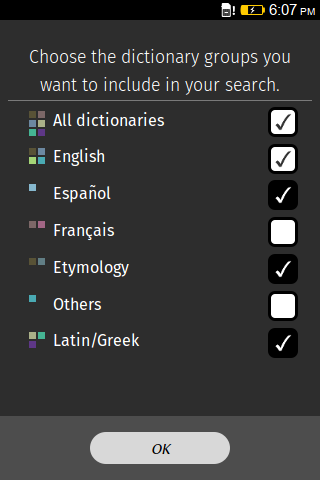 6:07 PM
Choose the dictionary groups you
want to include in your search.
All dictionaries
English
Español
Français
Etymology
Others
Latin/Greek
OK